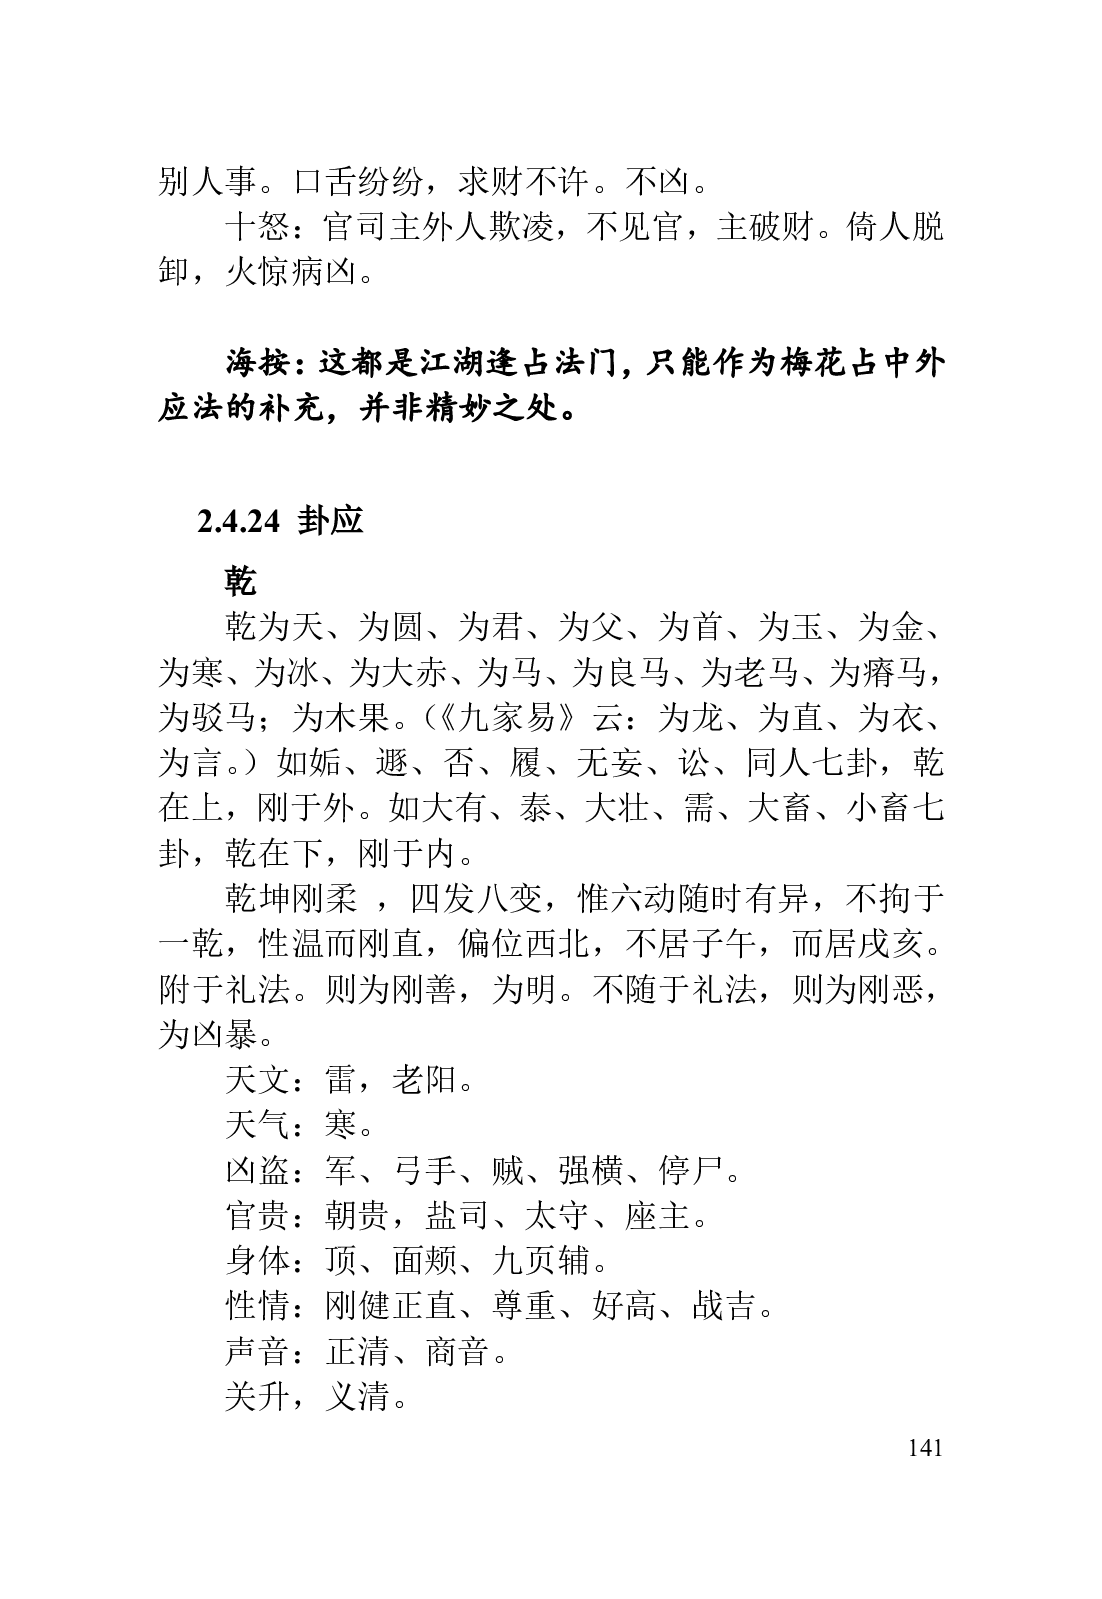 别人事。口舌纷纷，求财不许。不凶。
十怒：官司主外人欺凌，不见官，主破财。倚人脱
卸，火惊病凶。
海按：这都是江湖逢占法门，只能作为梅花占中外
应法的补充，并非精妙之处。
2.4.24 卦应
乾
乾为天、为圆、为君、为父、为首、为玉、为金、
为寒、为冰、为大赤、为马、为良马、为老马、为瘠马，
为驳马；为木果。（《九家易》云：为龙、为直、为衣、
为言。）如姤、遯、否、履、无妄、讼、同人七卦，乾
在上，刚于外。如大有、泰、大壮、需、大畜、小畜七
卦，乾在下，刚于内。
乾坤刚柔 ，四发八变，惟六动随时有异，不拘于
一乾，性温而刚直，偏位西北，不居子午，而居戌亥。
附于礼法。则为刚善，为明。不随于礼法，则为刚恶，
为凶暴。
天文：雷，老阳。
天气：寒。
凶盗：军、弓手、贼、强横、停尸。
官贵：朝贵，盐司、太守、座主。
身体：顶、面颊、九页辅。
性情：刚健正直、尊重、好高、战吉。
声音：正清、商音。
关升，义清。
141